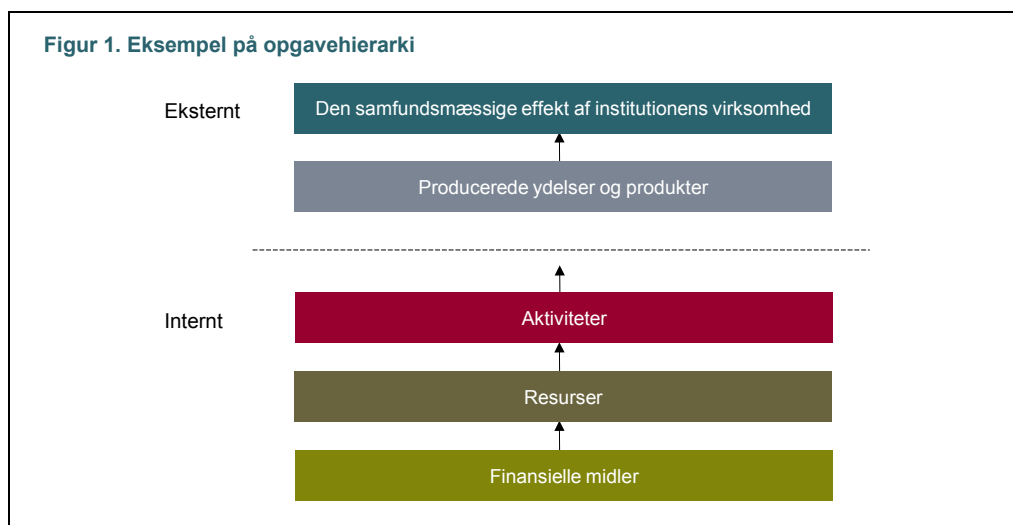 Figur 1. Eksempel på opgavehierarki
Eksternt
Den samfundsmæssige effekt af institutionens virksomhed
Producerede ydelser og produkter
Internt
Aktiviteter
Resurser
Finansielle midler